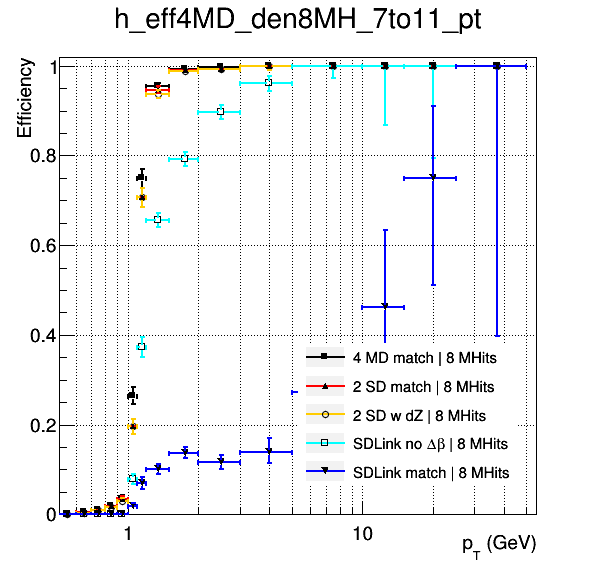 h_eff4MD_den8MH_7to11_pt
Efficiency
1
0.8
0.6
0.4
0.2
0
4 MD match | 8 MHits
2 SD match | 8 MHits
2 SD w dZ | 8 MHits
SDLink no Δβ | 8 MHits
SDLink match | 8 MHits
1
10
p_T (GeV)